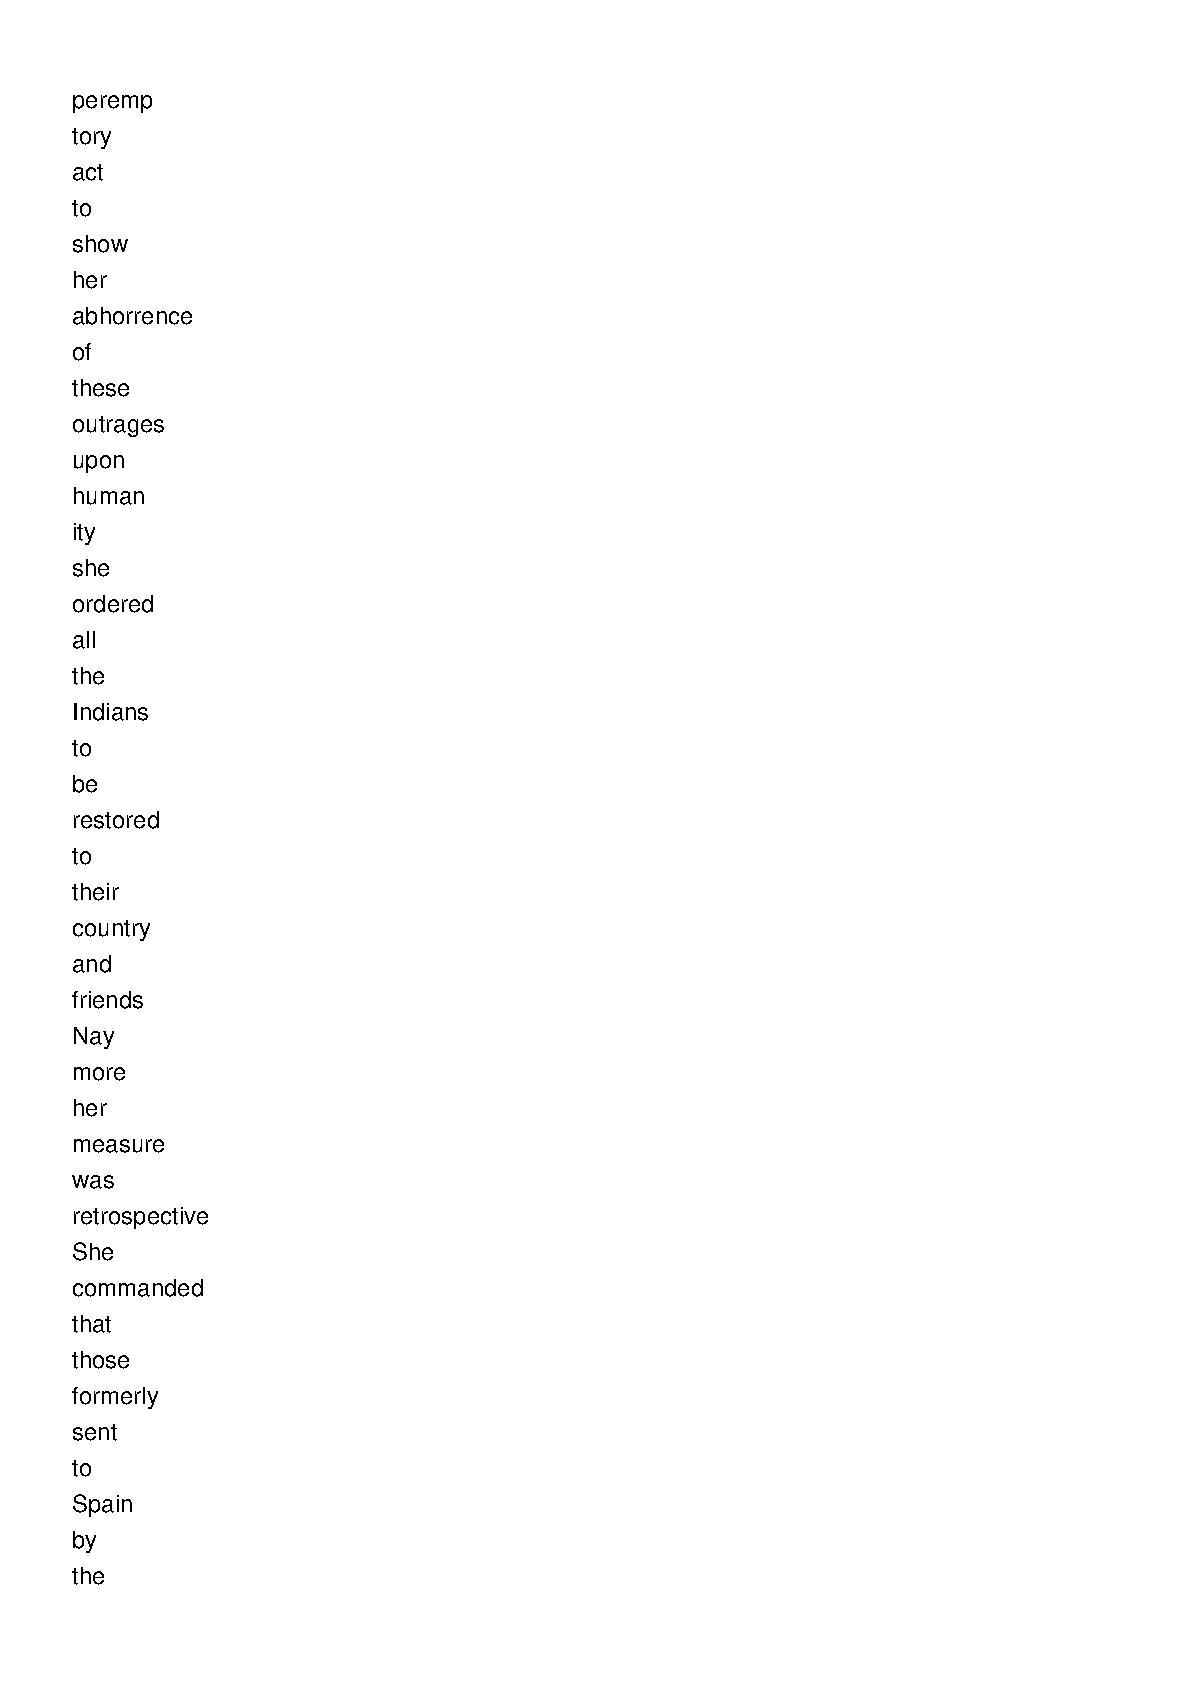 peremp
tory
act
to
show
her
abhorrence
of
these
outrages
upon
human
ity
she
ordered
all
the
Indians
to
be
restored
to
their
country
and
friends
Nay
more
her
measure
was
retrospective
She
commanded
that
those
formerly
sent
to
Spain
by
the